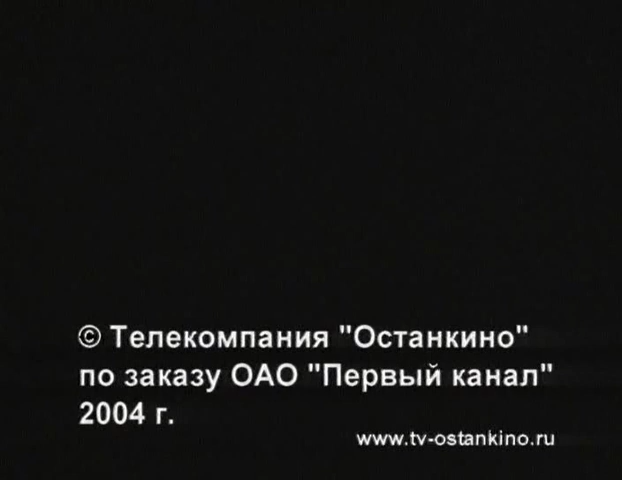 © Телекомпания "Останкино"
по заказу ОАО "Первый канал"
2004 г.
www.tv-ostankino.ru